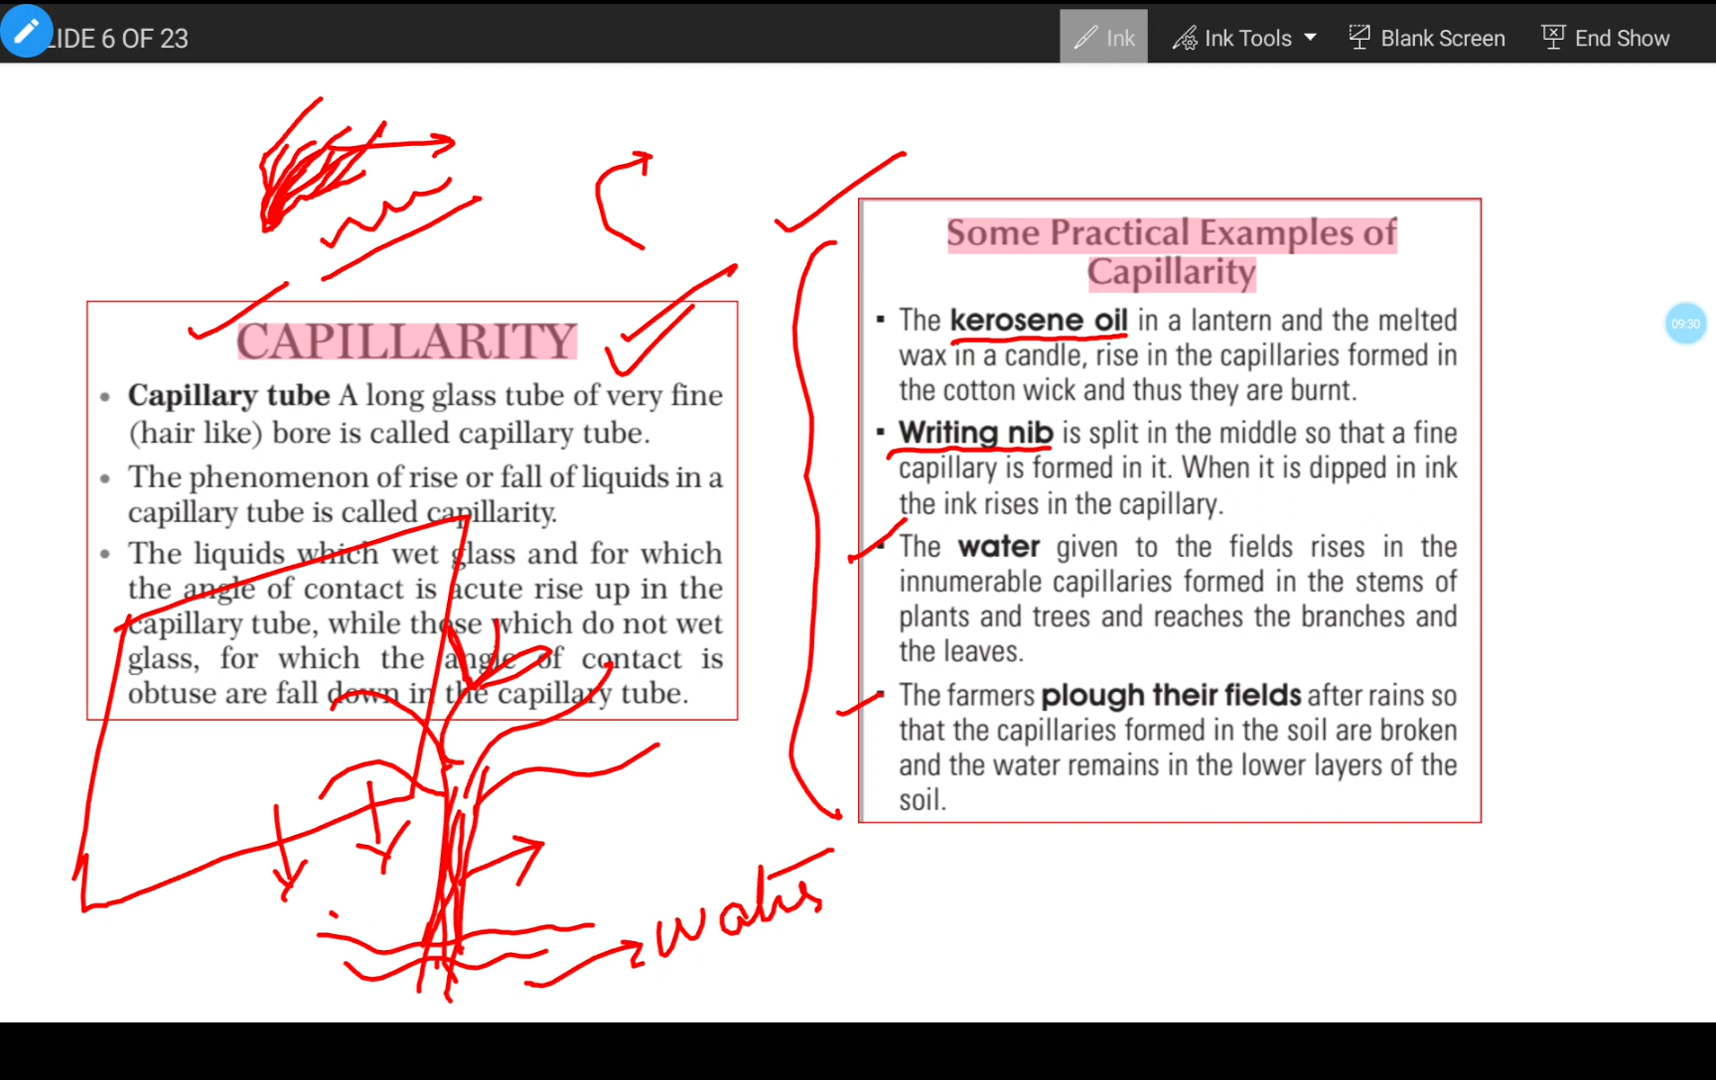 LIDE 6 OF 23
Ink
Ink Tools
Blank Screen
End Show
CAPILLARITY
• Capillary tube A long glass tube of very fine
(hair like) bore is called capillary tube.
• The phenomenon of rise or fall of liquids in a
capillary tube is called capillarity.
• The liquids which wet glass and for which
the angle of contact is acute rise up in the
capillary tube, while those which do not wet
glass, for which the angle of contact is
obtuse are fall down in the capillary tube.
Some Practical Examples of
Capillarity
▪ The kerosene oil in a lantern and the melted
wax in a candle, rise in the capillaries formed in
the cotton wick and thus they are burnt.
▪ Writing nib is split in the middle so that a fine
capillary is formed in it. When it is dipped in ink
the ink rises in the capillary.
▪ The water given to the fields rises in the
innumerable capillaries formed in the stems of
plants and trees and reaches the branches and
the leaves.
▪ The farmers plough their fields after rains so
that the capillaries formed in the soil are broken
and the water remains in the lower layers of the
soil.
09:30